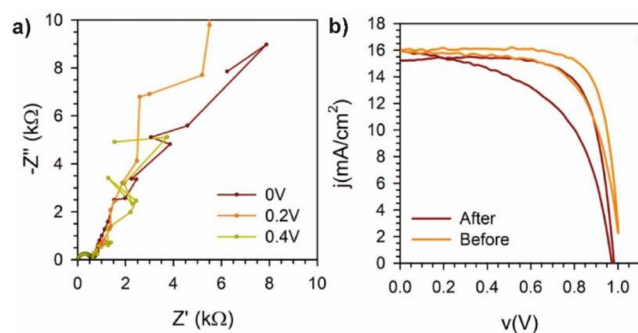 a)
10
8
6
4
2
0
-Z'' (kΩ)
0 2 4 6 8 10
Z' (kΩ)
0V
0.2V
0.4V
b)
18
16
14
12
10
8
6
4
2
0
j(mA/cm²)
0.0 0.2 0.4 0.6 0.8 1.0
v(V)
After
Before